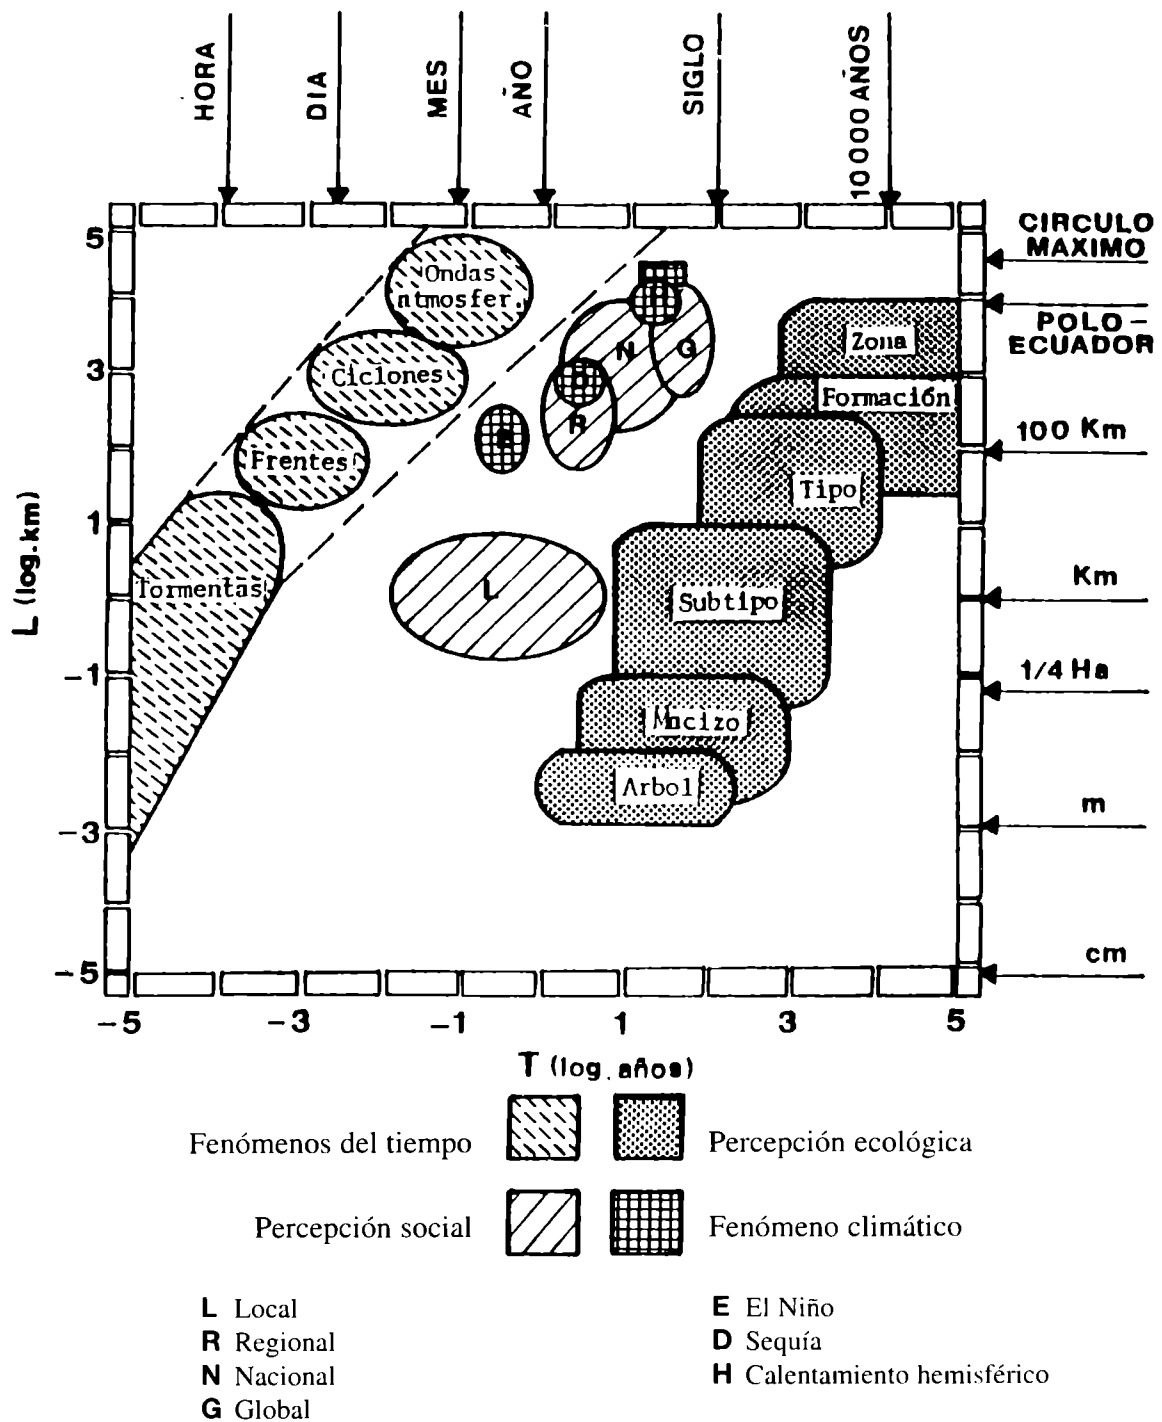 HORA
DIA
MES
AÑO
SIGLO
10000 AÑOS
CIRCULO
MAXIMO
POLO-
ECUADOR
100 Km
Km
1/4 Ha
m
cm
5
3
1
-1
-3
-5
L (log.km)
Ondas
atmosfer.
Ciclones
Frentes
Tormentas
N
G
D
R
E
L
Zona
Formación
Tipo
Subtipo
Macizo
Arbol
-5
-3
-1
1
3
5
T (log. años)
Fenómenos del tiempo
Percepción ecológica
Percepción social
Fenómeno climático
L Local
R Regional
N Nacional
G Global
E El Niño
D Sequía
H Calentamiento hemisférico